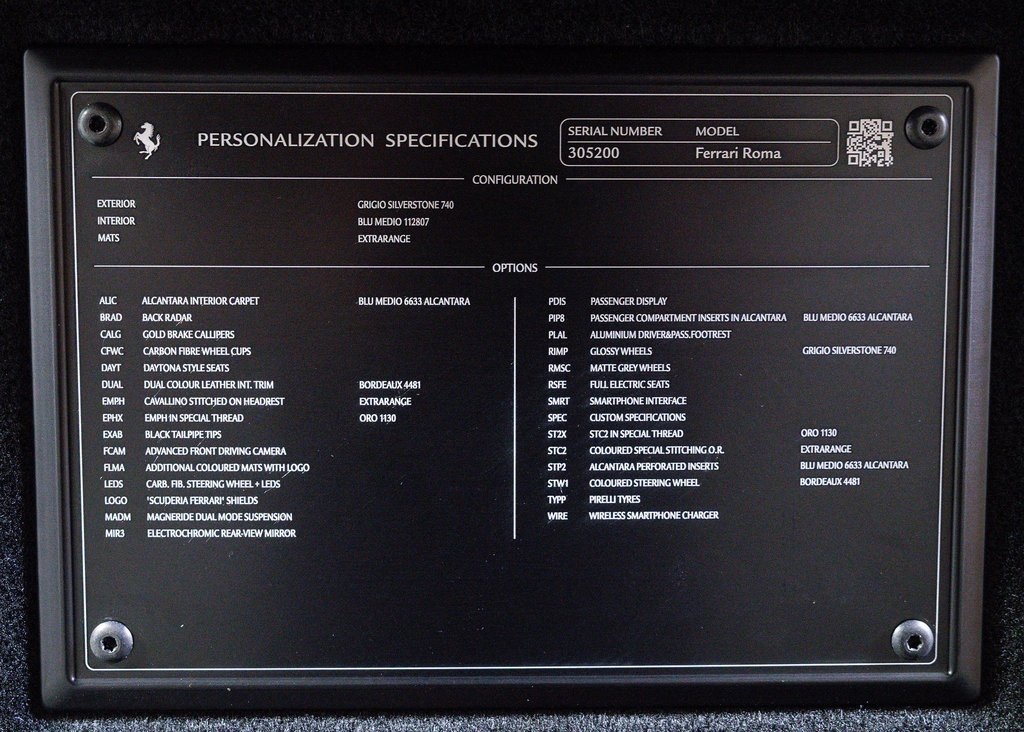 PERSONALIZATION SPECIFICATIONS
SERIAL NUMBER MODEL
305200 Ferrari Roma
CONFIGURATION
EXTERIOR GRIGIO SILVERSTONE 740
INTERIOR BLU MEDIO 112807
MATS EXTRARANGE
OPTIONS
ALIC ALCANTARA INTERIOR CARPET BLU MEDIO 6633 ALCANTARA
BRAD BACK RADAR
CALG GOLD BRAKE CALLIPERS
CFWC CARBON FIBRE WHEEL CUPS
DAYT DAYTONA STYLE SEATS
DUAL DUAL COLOUR LEATHER INT. TRIM BORDEAUX 4481
EMPH CAVALLINO STITCHED ON HEADREST EXTRARANGE
EPHX EMPH IN SPECIAL THREAD ORO 1130
EXAB BLACK TAILPIPE TIPS
FCAM ADVANCED FRONT DRIVING CAMERA
FLMA ADDITIONAL COLOURED MATS WITH LOGO
LEDS CARB. FIB. STEERING WHEEL + LEDS
LOGO 'SCUDERIA FERRARI' SHIELDS
MADM MAGNERIDE DUAL MODE SUSPENSION
MIR3 ELECTROCHROMIC REAR-VIEW MIRROR
PDIS PASSENGER DISPLAY
PIP8 PASSENGER COMPARTMENT INSERTS IN ALCANTARA BLU MEDIO 6633 ALCANTARA
PLAL ALUMINIUM DRIVER&PASS.FOOTREST
RIMP GLOSSY WHEELS GRIGIO SILVERSTONE 740
RMSC MATTE GREY WHEELS
RSFE FULL ELECTRIC SEATS
SMRT SMARTPHONE INTERFACE
SPEC CUSTOM SPECIFICATIONS
ST2X STC2 IN SPECIAL THREAD ORO 1130
STC2 COLOURED SPECIAL STITCHING O.R. EXTRARANGE
STP2 ALCANTARA PERFORATED INSERTS BLU MEDIO 6633 ALCANTARA
STW1 COLOURED STEERING WHEEL BORDEAUX 4481
TYPP PIRELLI TYRES
WIRE WIRELESS SMARTPHONE CHARGER